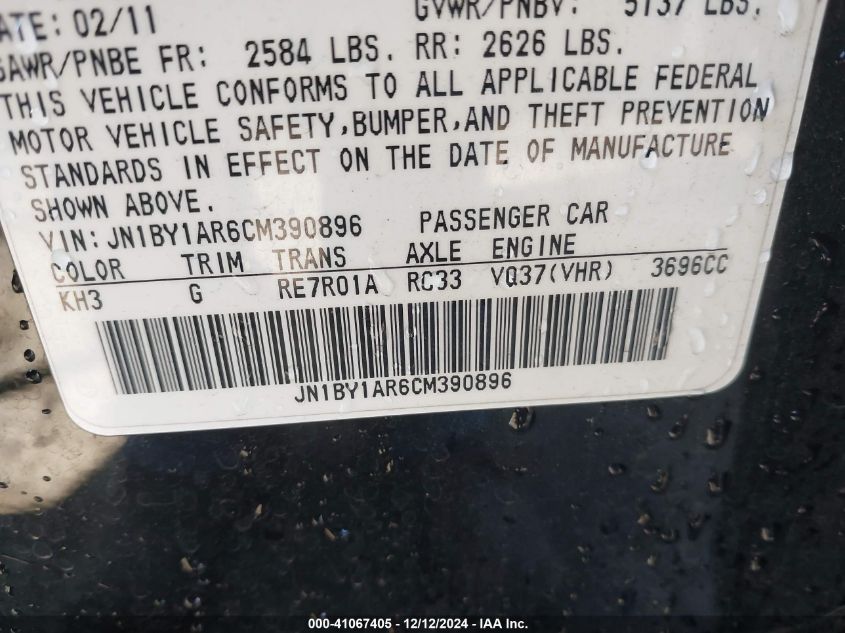 ATE: 02/11 GVWR/PNBV: 5137 LBS.
GAWR/PNBE FR: 2584 LBS. RR: 2626 LBS.
THIS VEHICLE CONFORMS TO ALL APPLICABLE FEDERAL
MOTOR VEHICLE SAFETY,BUMPER,AND THEFT PREVENTION
STANDARDS IN EFFECT ON THE DATE OF MANUFACTURE
SHOWN ABOVE.
VIN:JN1BY1AR6CM390896 PASSENGER CAR
COLOR TRIM TRANS AXLE ENGINE
KH3 G RE7R01A RC33 VQ37(VHR) 3696CC
JN1BY1AR6CM390896
000-41067405 - 12/12/2024 - IAA Inc.